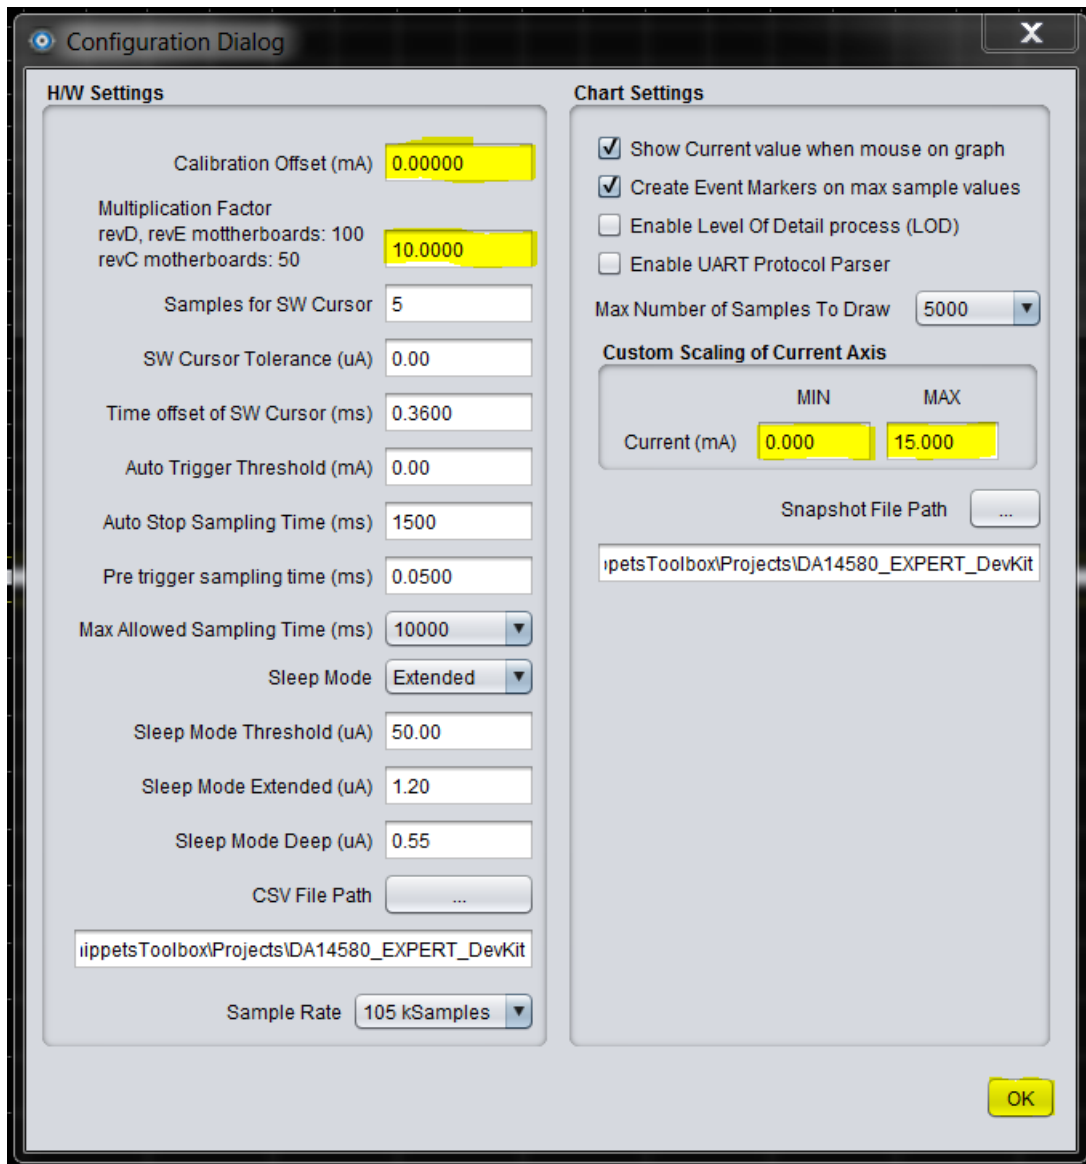 Configuration Dialog
X
H/W Settings
Calibration Offset (mA) 0.00000
Multiplication Factor
revD, revE mottherboards: 100
revC motherboards: 50
10.0000
Samples for SW Cursor 5
SW Cursor Tolerance (uA) 0.00
Time offset of SW Cursor (ms) 0.3600
Auto Trigger Threshold (mA) 0.00
Auto Stop Sampling Time (ms) 1500
Pre trigger sampling time (ms) 0.0500
Max Allowed Sampling Time (ms) 10000
Sleep Mode Extended
Sleep Mode Threshold (uA) 50.00
Sleep Mode Extended (uA) 1.20
Sleep Mode Deep (uA) 0.55
CSV File Path ...
ippetsToolbox\Projects\DA14580_EXPERT_DevKit
Sample Rate 105 kSamples
Chart Settings
Show Current value when mouse on graph
Create Event Markers on max sample values
Enable Level Of Detail process (LOD)
Enable UART Protocol Parser
Max Number of Samples To Draw 5000
Custom Scaling of Current Axis
MIN MAX
Current (mA) 0.000 15.000
Snapshot File Path ...
petsToolbox\Projects\DA14580_EXPERT_DevKit
OK